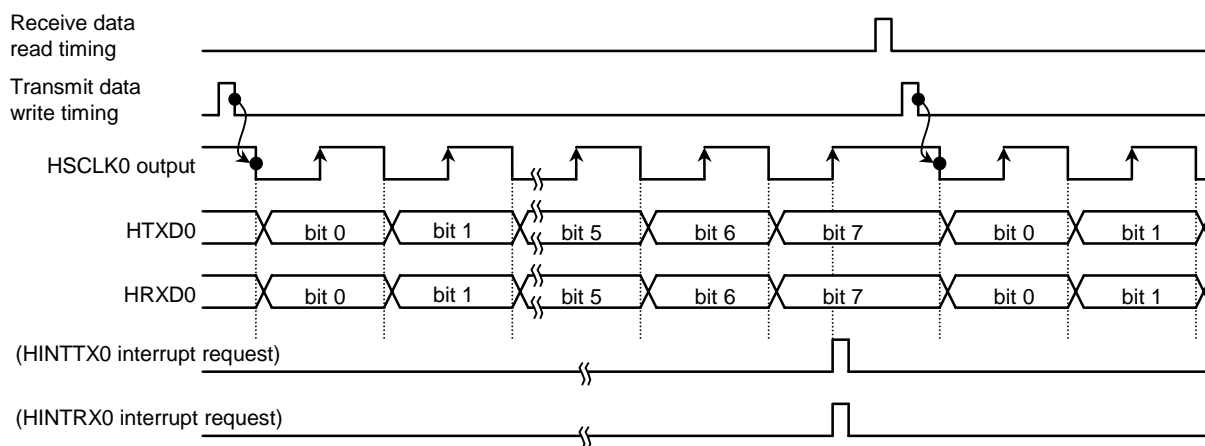 Receive data
read timing
Transmit data
write timing
HSCLK0 output
HTXD0
bit 0
bit 1
bit 5
bit 6
bit 7
bit 0
bit 1
HRXD0
bit 0
bit 1
bit 5
bit 6
bit 7
bit 0
bit 1
(HINTTX0 interrupt request)
(HINTRX0 interrupt request)